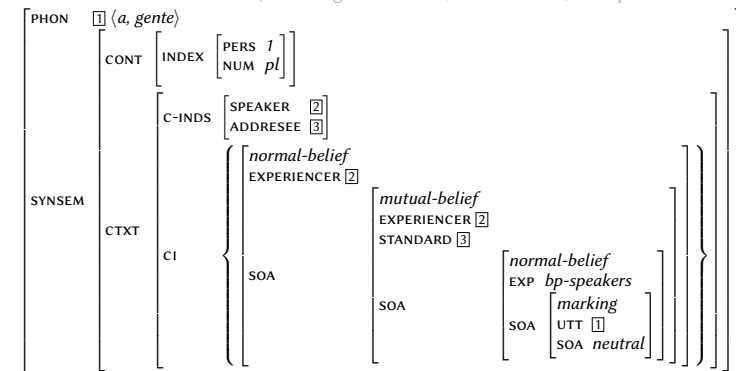 PHON 1 ⟨a, gente⟩
CONT INDEX PERS 1
NUM pl
C-INDS SPEAKER 2
ADDRESEE 3
SYNSEM CTXT CI
normal-belief
EXPERIENCER 2
SOA
mutual-belief
EXPERIENCER 2
STANDARD 3
SOA
normal-belief
EXP bp-speakers
SOA
marking
UTT 1
SOA neutral